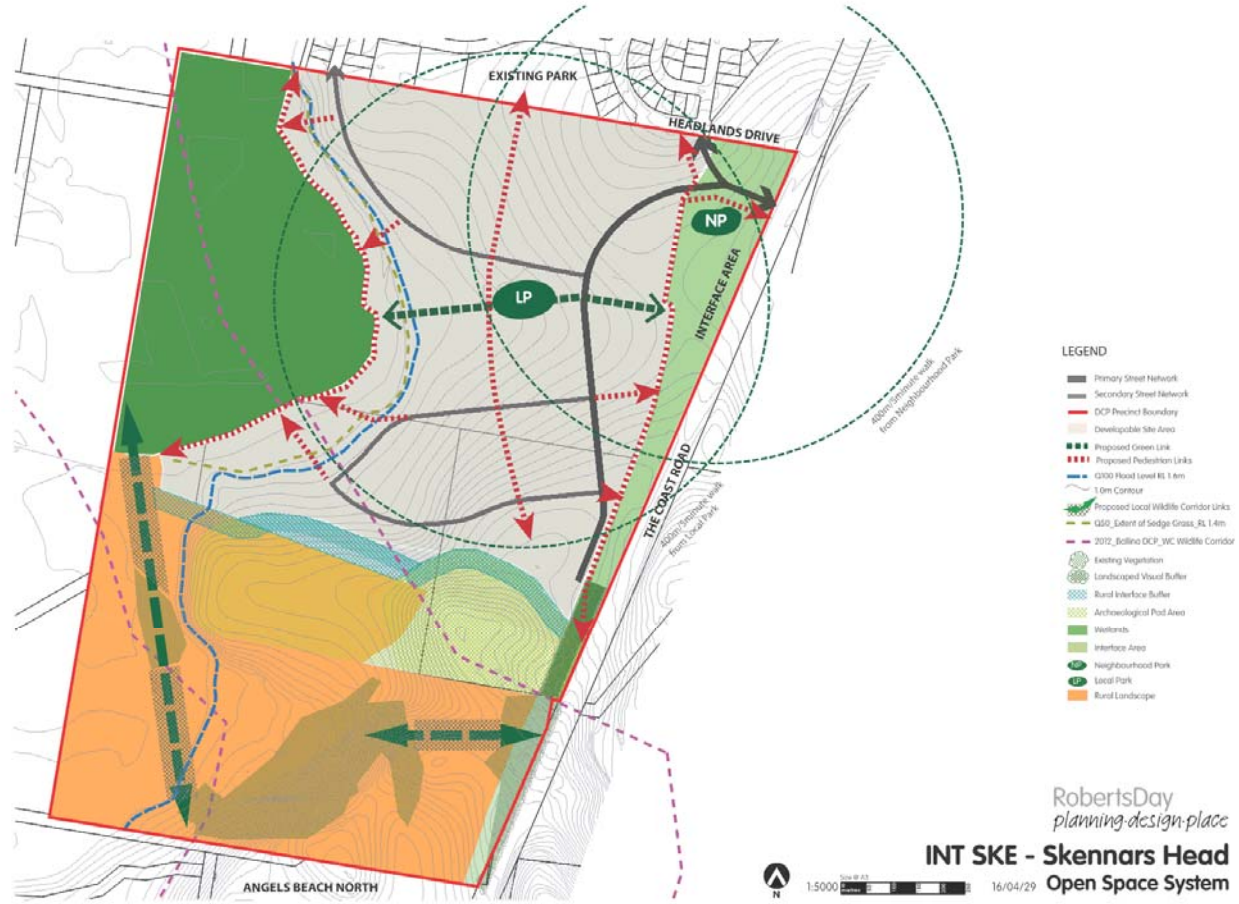 EXISTING PARK
HEADLANDS DRIVE
NP
LP
INTERFACE AREA
THE COAST ROAD
400m/5minute walk
from Neighbourhood Park
400m/5minute walk
from Local Park
ANGELS BEACH NORTH
LEGEND
Primary Street Network
Secondary Street Network
DCP Precinct Boundary
Developable Site Area
Proposed Green Link
Proposed Pedestrian Links
Q100 Flood Level RL 1.6m
1.0m Contour
Proposed Local Wildlife Corridor Links
Q50_Extent of Sedge Grass_RL 1.4m
2012_Ballina DCP_WC Wildlife Corridor
Existing Vegetation
Landscaped Visual Buffer
Rural Interface Buffer
Archaeological Pad Area
Wetlands
Interface Area
NP Neighbourhood Park
LP Local Park
Rural Landscape
RobertsDay
planning·design·place
INT SKE - Skennars Head
N
1:5000
Size @ A3
metres
16/04/29
Open Space System